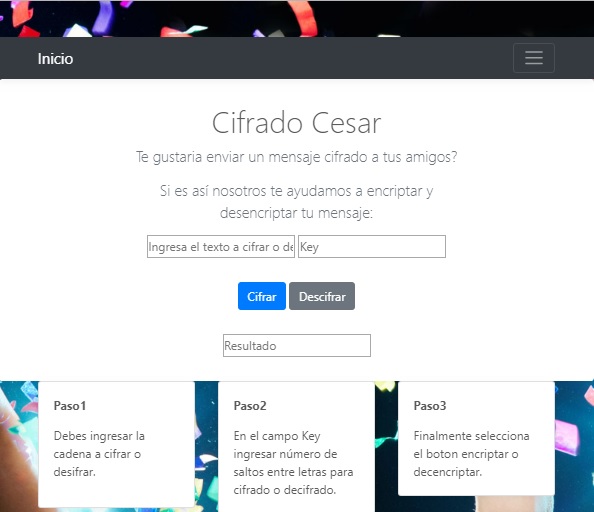 Inicio
Cifrado Cesar
Te gustaria enviar un mensaje cifrado a tus amigos?
Si es así nosotros te ayudamos a encriptar y
desencriptar tu mensaje:
Ingresa el texto a cifrar o de
Key
Cifrar
Descifrar
Resultado
Paso1
Debes ingresar la
cadena a cifrar o
desifrar.
Paso2
En el campo Key
ingresar número de
saltos entre letras para
cifrado o decifrado.
Paso3
Finalmente selecciona
el boton encriptar o
decencriptar.